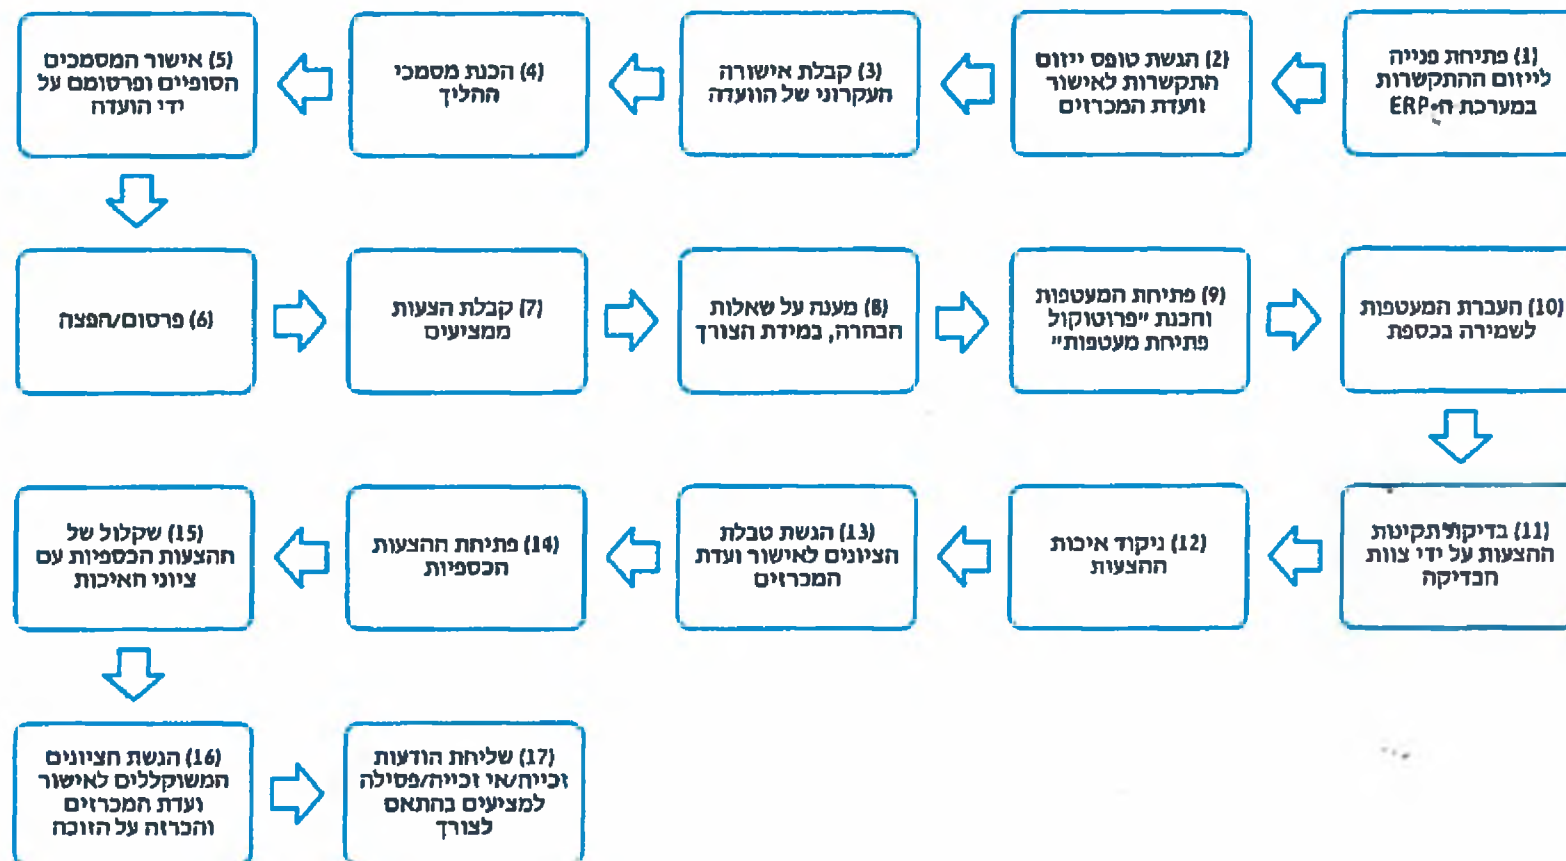 (1) פתיחת פנייה
לייזום ההתקשרות
במערכת ה-ERP
(2) הגשת טופס ייזום
התקשרות לאישור
וועדת המכרזים
(3) קבלת אישורה
העקרוני של הוועדה
(4) הכנת מסמכי
ההליך
(5) אישור המסמכים
הסופיים ופרסומם על
ידי הועדה
(6) פרסום/הפצה
(7) קבלת הצעות
ממציעים
(8) מענה על שאלות
הבהרה, במידת הצורך
(9) פתיחת המעטפות
והכנת "פרוטוקול
פתיחת מעטפות"
(10) העברת המעטפות
לשמירה בכספת
(11) בדיקת תקינות
ההצעות על ידי צוות
הבדיקה
(12) ניקוד איכות
ההצעות
(13) הגשת טבלת
הציונים לאישור ועדת
המכרזים
(14) פתיחת ההצעות
הכספיות
(15) שקלול של
ההצעות הכספיות עם
ציוני האיכות
(16) הגשת הציונים
המשוקללים לאישור
ועדת המכרזים
והכרזה על הזוכה
(17) שליחת הודעות
זכייה/אי זכייה/פסילה
למציעים בהתאם
לצורך